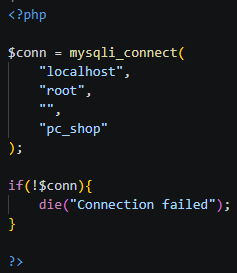 <?php
$conn = mysqli_connect(
"localhost",
"root",
"",
"pc_shop"
);
if(!$conn){
die("Connection failed");
}
?>